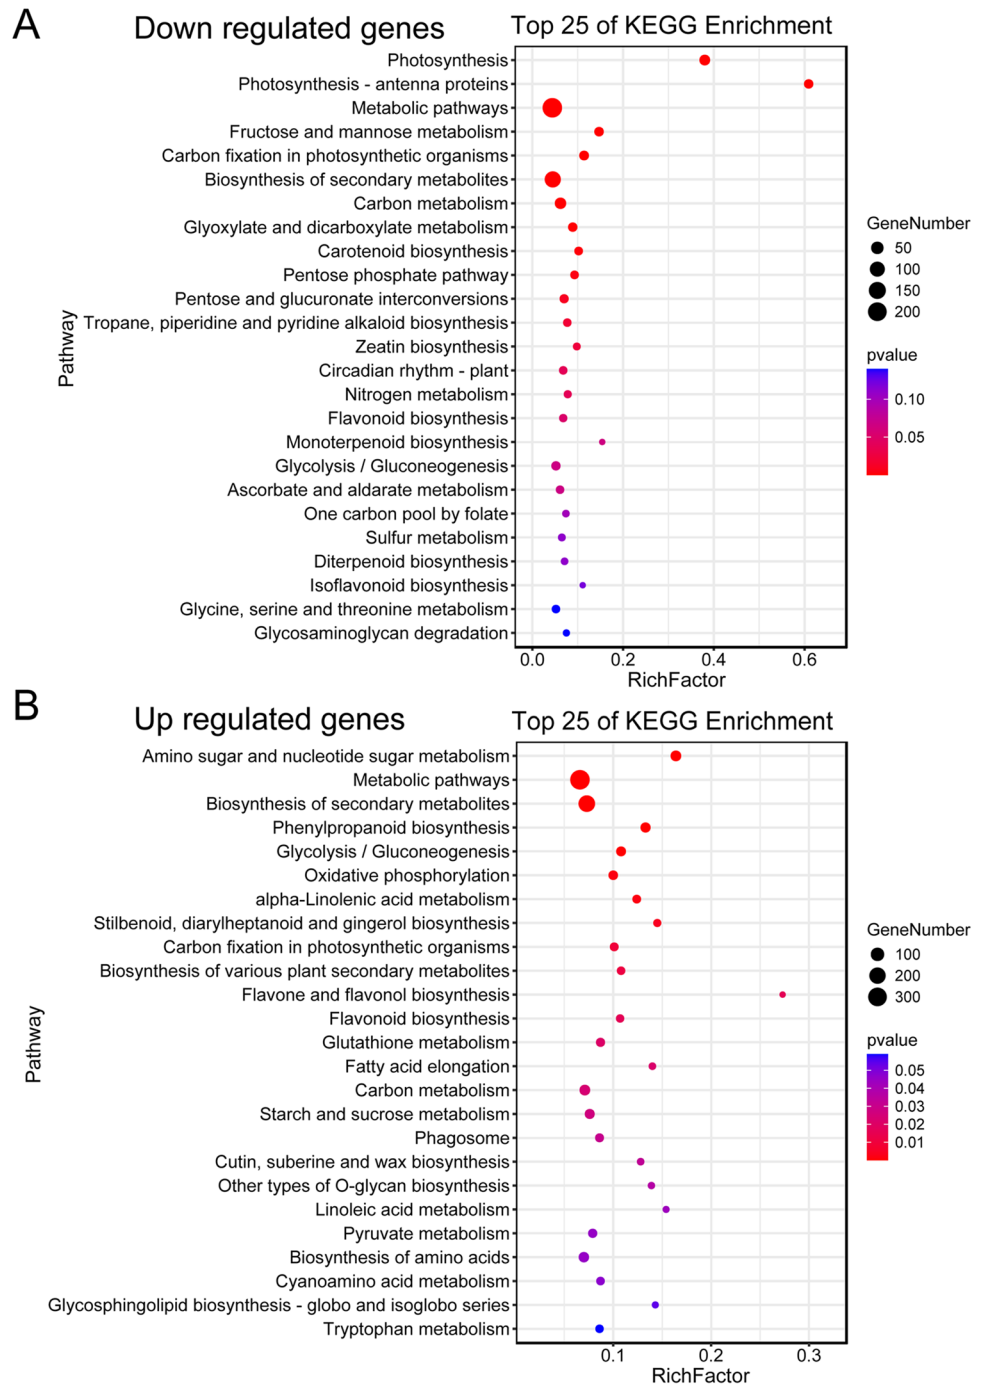 A
Down regulated genes
Top 25 of KEGG Enrichment
Photosynthesis
Photosynthesis - antenna proteins
Metabolic pathways
Fructose and mannose metabolism
Carbon fixation in photosynthetic organisms
Biosynthesis of secondary metabolites
Carbon metabolism
Glyoxylate and dicarboxylate metabolism
Carotenoid biosynthesis
Pentose phosphate pathway
Pentose and glucuronate interconversions
Tropane, piperidine and pyridine alkaloid biosynthesis
Zeatin biosynthesis
Circadian rhythm - plant
Nitrogen metabolism
Flavonoid biosynthesis
Monoterpenoid biosynthesis
Glycolysis / Gluconeogenesis
Ascorbate and aldarate metabolism
One carbon pool by folate
Sulfur metabolism
Diterpenoid biosynthesis
Isoflavonoid biosynthesis
Glycine, serine and threonine metabolism
Glycosaminoglycan degradation
Pathway
0.0 0.2 0.4 0.6
RichFactor
GeneNumber
50
100
150
200
pvalue
0.10
0.05
B
Up regulated genes
Top 25 of KEGG Enrichment
Amino sugar and nucleotide sugar metabolism
Metabolic pathways
Biosynthesis of secondary metabolites
Phenylpropanoid biosynthesis
Glycolysis / Gluconeogenesis
Oxidative phosphorylation
alpha-Linolenic acid metabolism
Stilbenoid, diarylheptanoid and gingerol biosynthesis
Carbon fixation in photosynthetic organisms
Biosynthesis of various plant secondary metabolites
Flavone and flavonol biosynthesis
Flavonoid biosynthesis
Glutathione metabolism
Fatty acid elongation
Carbon metabolism
Starch and sucrose metabolism
Phagosome
Cutin, suberine and wax biosynthesis
Other types of O-glycan biosynthesis
Linoleic acid metabolism
Pyruvate metabolism
Biosynthesis of amino acids
Cyanoamino acid metabolism
Glycosphingolipid biosynthesis - globo and isoglobo series
Tryptophan metabolism
Pathway
0.1 0.2 0.3
RichFactor
GeneNumber
100
200
300
pvalue
0.05
0.04
0.03
0.02
0.01